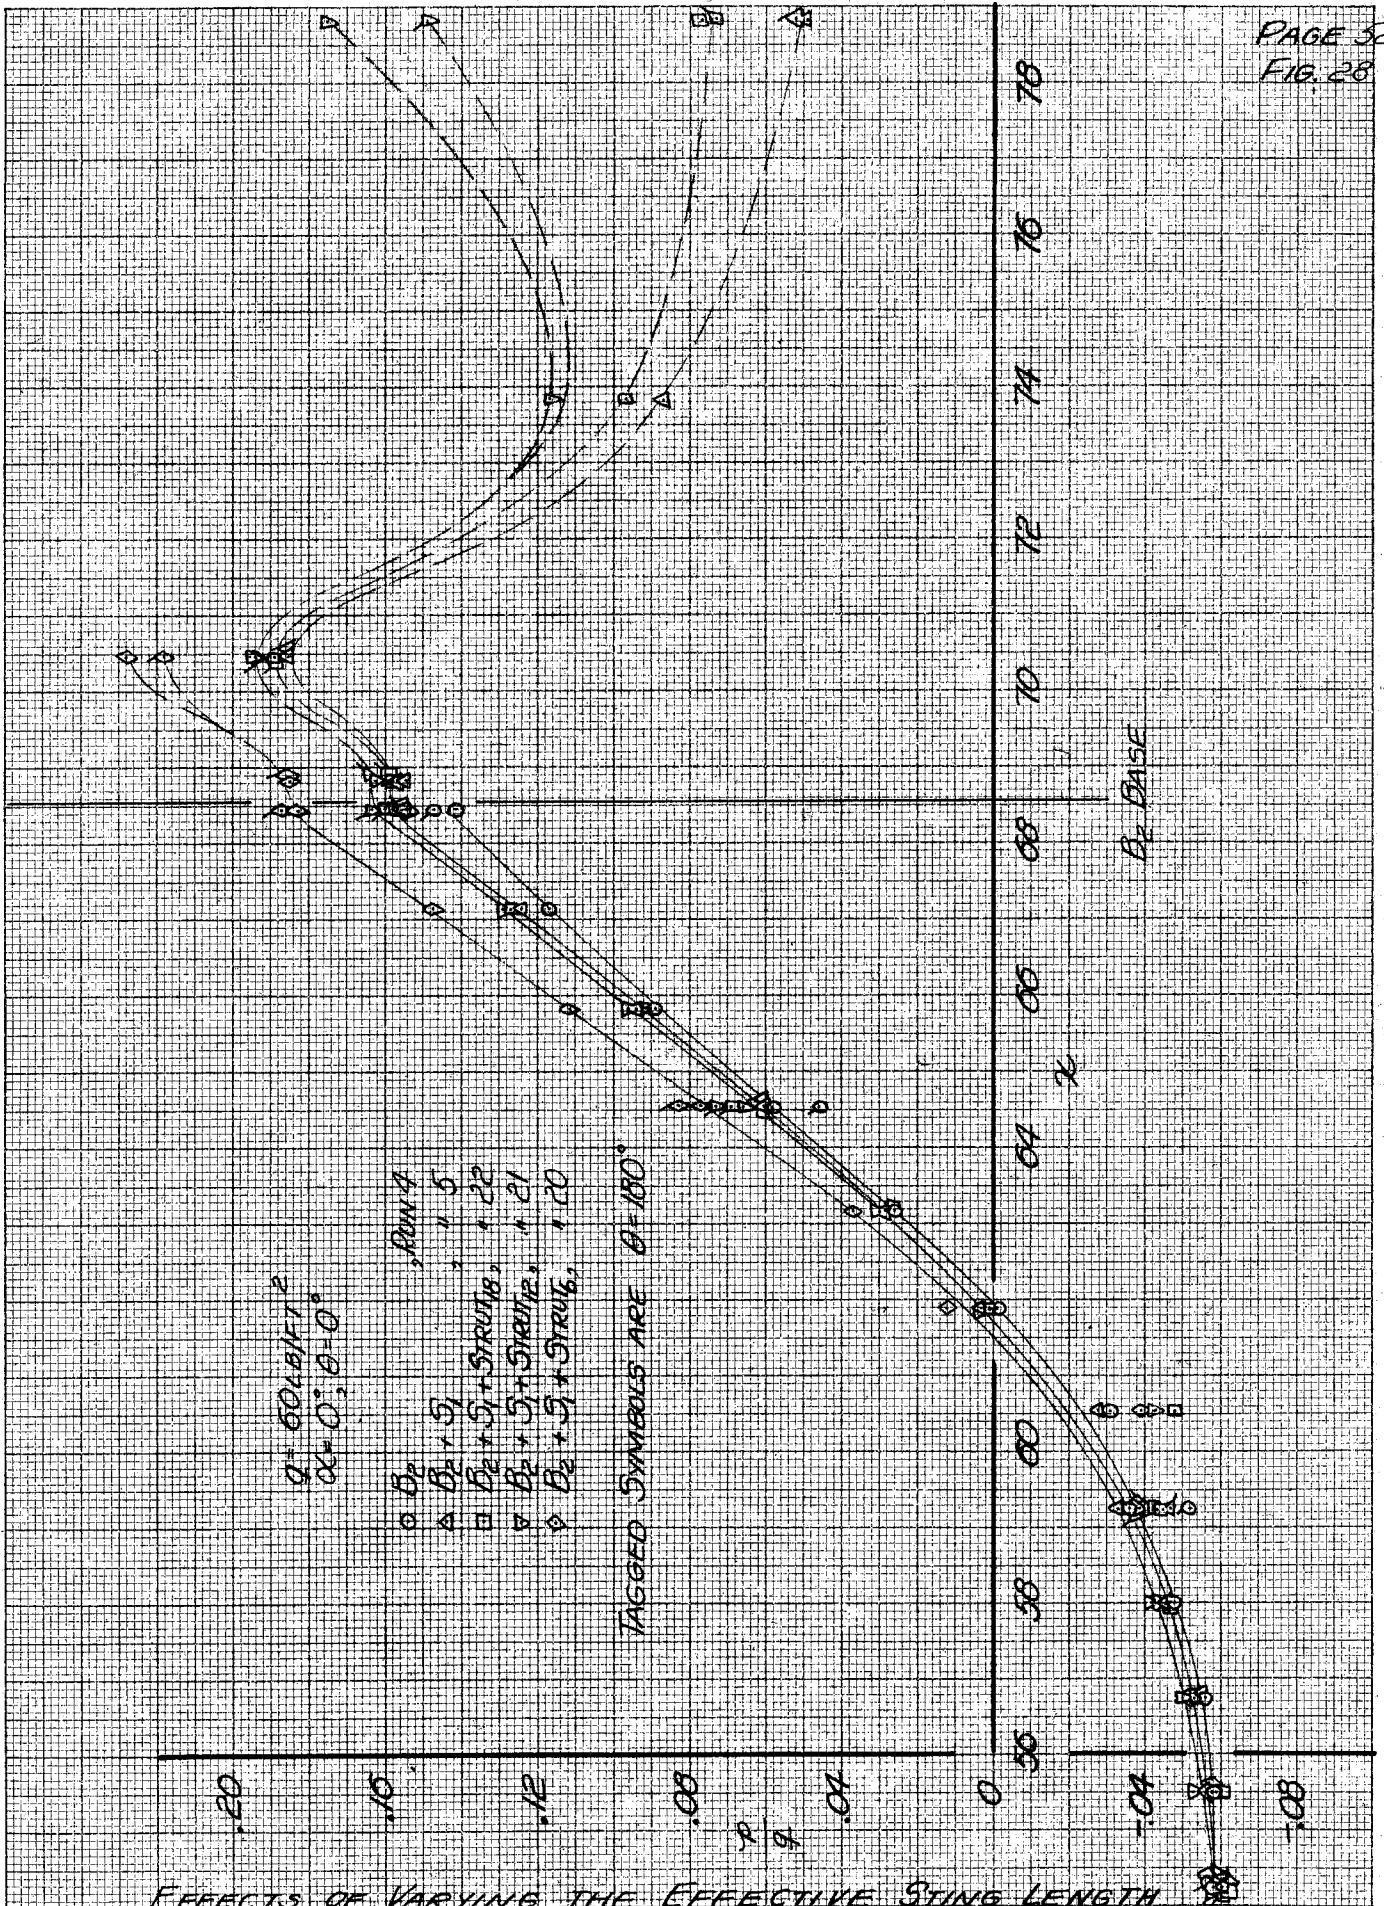 PAGE
FIG. 28
q = 60 LB/FT 2
α = 0°, θ = 0°
○ B2 , RUN 4
△ B2 + S1 , " 5
□ B2 + S1 + STRUT18, " 22
▽ B2 + S1 + STRUT12, " 21
◇ B2 + S1 + STRUT6, " 20
TAGGED SYMBOLS ARE θ = 180°
.20
.16
.12
.08
.04
0
-.04
-.08
p/q
56
58
60
64
66
68
70
72
74
76
78
x
B2 BASE
EFFECTS OF VARYING THE EFFECTIVE STING LENGTH